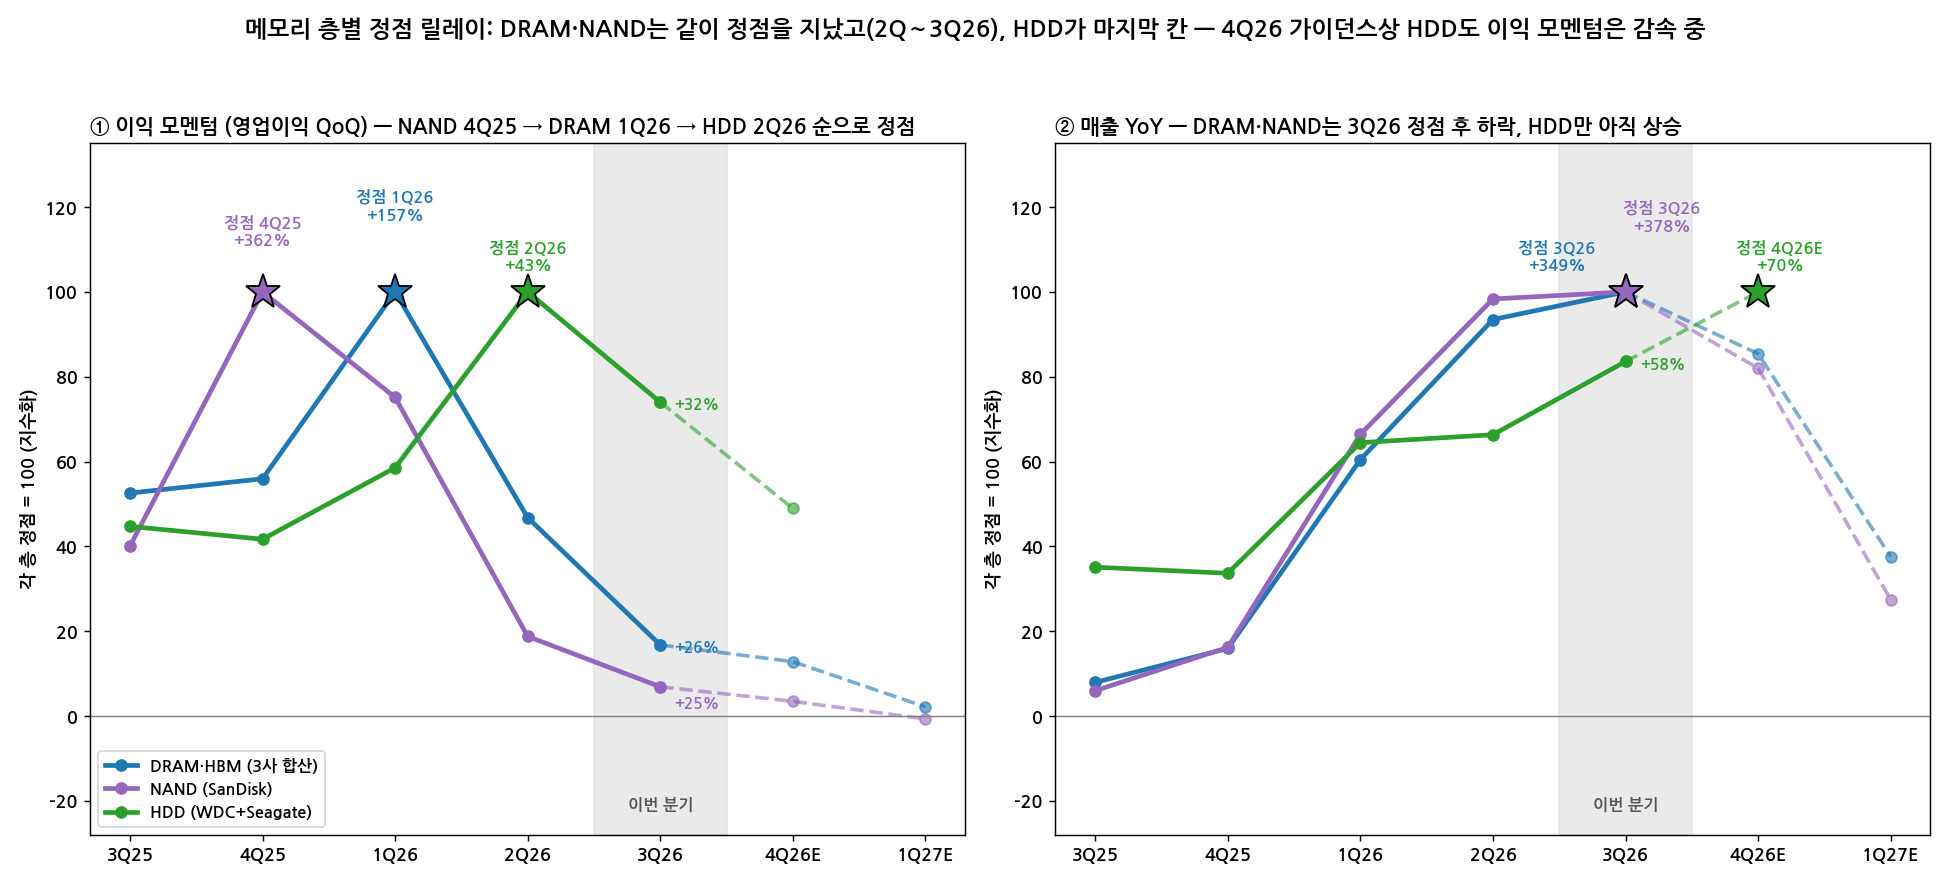 메모리 층별 정점 릴레이: DRAM·NAND는 같이 정점을 지났고(2Q~3Q26), HDD가 마지막 칸 — 4Q26 가이던스상 HDD도 이익 모멘텀은 감속 중
① 이익 모멘텀 (영업이익 QoQ) — NAND 4Q25 → DRAM 1Q26 → HDD 2Q26 순으로 정점
각 층 정점 = 100 (지수화)
120
100
80
60
40
20
0
-20
정점 4Q25
+362%
정점 1Q26
+157%
정점 2Q26
+43%
+32%
+26%
+25%
이번 분기
DRAM·HBM (3사 합산)
NAND (SanDisk)
HDD (WDC+Seagate)
3Q25
4Q25
1Q26
2Q26
3Q26
4Q26E
1Q27E
② 매출 YoY — DRAM·NAND는 3Q26 정점 후 하락, HDD만 아직 상승
각 층 정점 = 100 (지수화)
120
100
80
60
40
20
0
-20
정점 3Q26
+378%
정점 3Q26
+349%
정점 4Q26E
+70%
+58%
이번 분기
3Q25
4Q25
1Q26
2Q26
3Q26
4Q26E
1Q27E